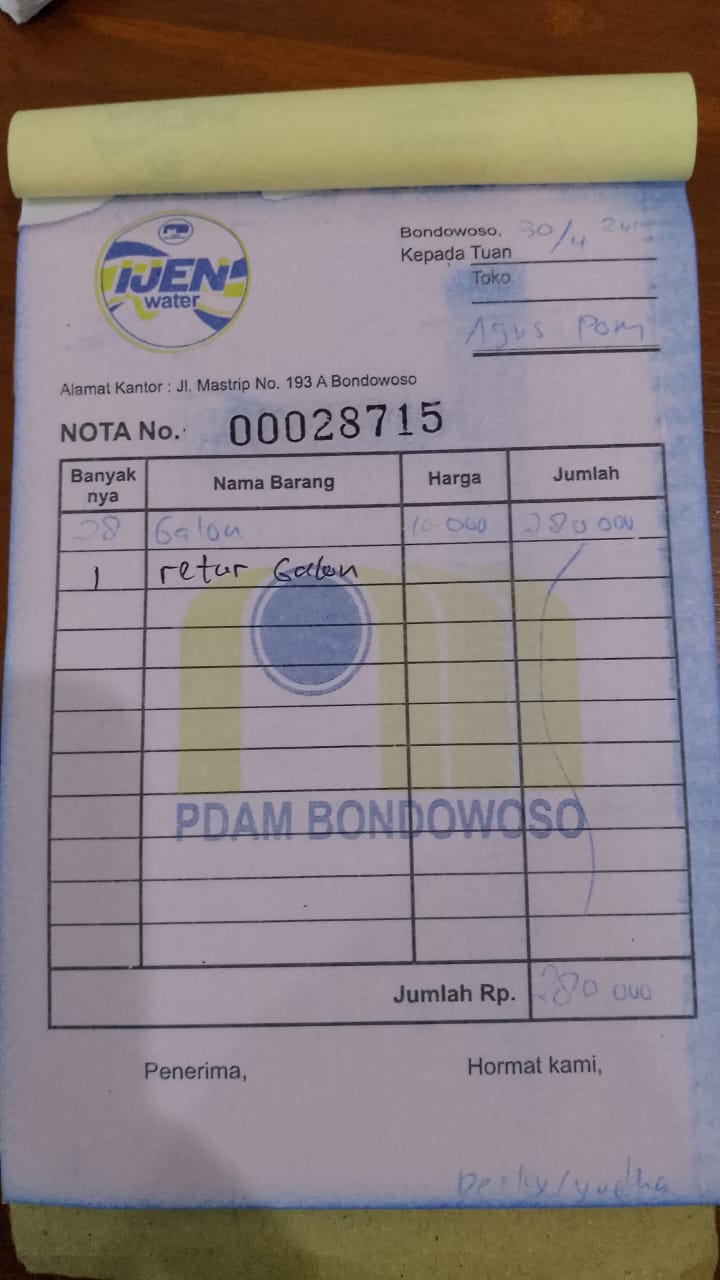 IJEN
water
Bondowoso, 30/4 24
Kepada Tuan
Toko
Agus Pom
Alamat Kantor : Jl. Mastrip No. 193 A Bondowoso
NOTA No. 00028715
Banyak nya Nama Barang Harga Jumlah
28 Galon 10 000 280 000
1 retur Galon
PDAM BONDOWOSO
Jumlah Rp. 280 000
Penerima, Hormat kami,
/yudha